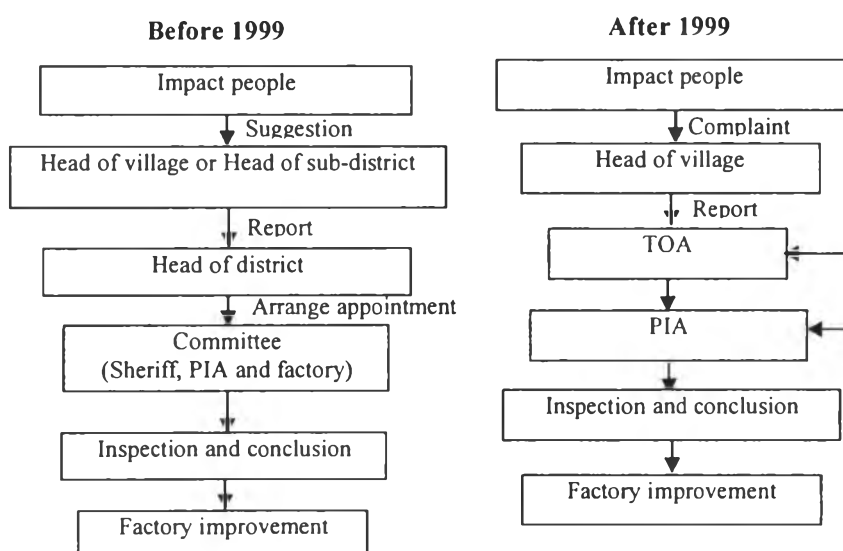 Before 1999
Impact people
Suggestion
Head of village or Head of sub-district
Report
Head of district
Arrange appointment
Committee
(Sheriff, PIA and factory)
Inspection and conclusion
Factory improvement
After 1999
Impact people
Complaint
Head of village
Report
TOA
PIA
Inspection and conclusion
Factory improvement